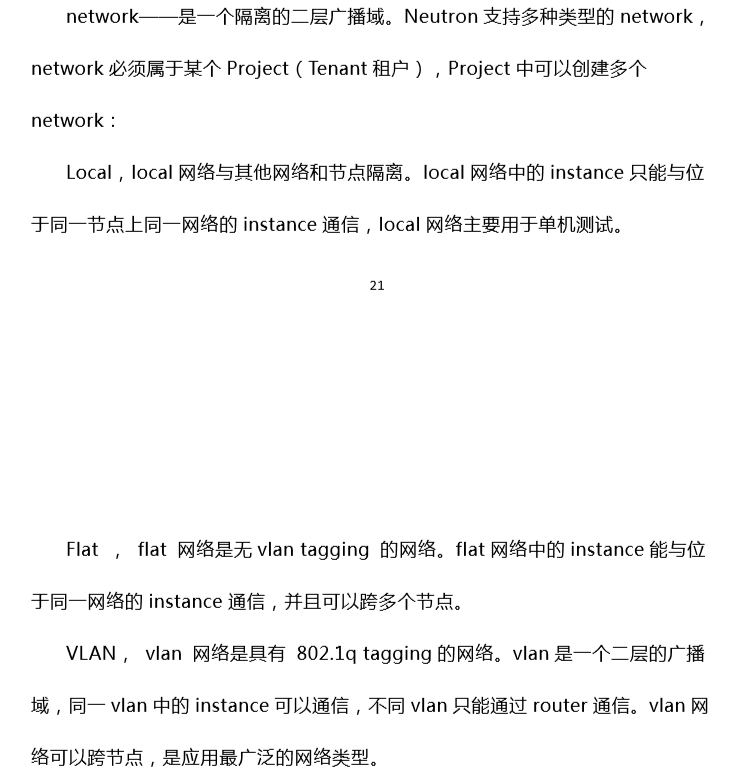 network——是一个隔离的二层广播域。Neutron 支持多种类型的 network，
network 必须属于某个 Project（Tenant 租户），Project 中可以创建多个
network：
Local，local 网络与其他网络和节点隔离。local 网络中的 instance 只能与位
于同一节点上同一网络的 instance 通信，local 网络主要用于单机测试。
21
Flat ， flat 网络是无 vlan tagging 的网络。flat 网络中的 instance 能与位
于同一网络的 instance 通信，并且可以跨多个节点。
VLAN， vlan 网络是具有 802.1q tagging 的网络。vlan 是一个二层的广播
域，同一 vlan 中的 instance 可以通信，不同 vlan 只能通过 router 通信。vlan 网
络可以跨节点，是应用最广泛的网络类型。